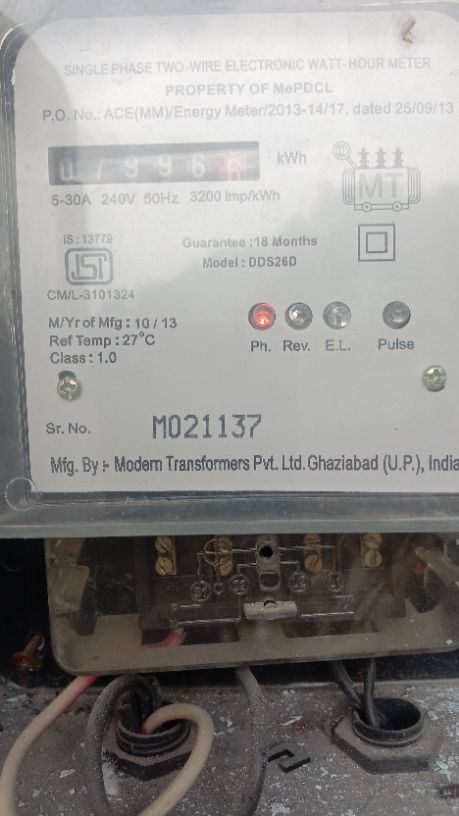 SINGLE PHASE TWO-WIRE ELECTRONIC WATT-HOUR METER
PROPERTY OF MePDCL
P.O. No.: ACE(MM)/Energy Meter/2013-14/17, dated 25/09/13
079966 kWh
5-30A 240V 50Hz 3200 Imp/kWh
MT
IS : 13779
Guarantee :18 Months
Model : DDS26D
ISI
CM/L-3101324
M/Yr of Mfg : 10 / 13
Ref Temp : 27°C
Class : 1.0
Ph. Rev. E.L. Pulse
Sr. No. M021137
Mfg. By :- Modern Transformers Pvt. Ltd. Ghaziabad (U.P.), India